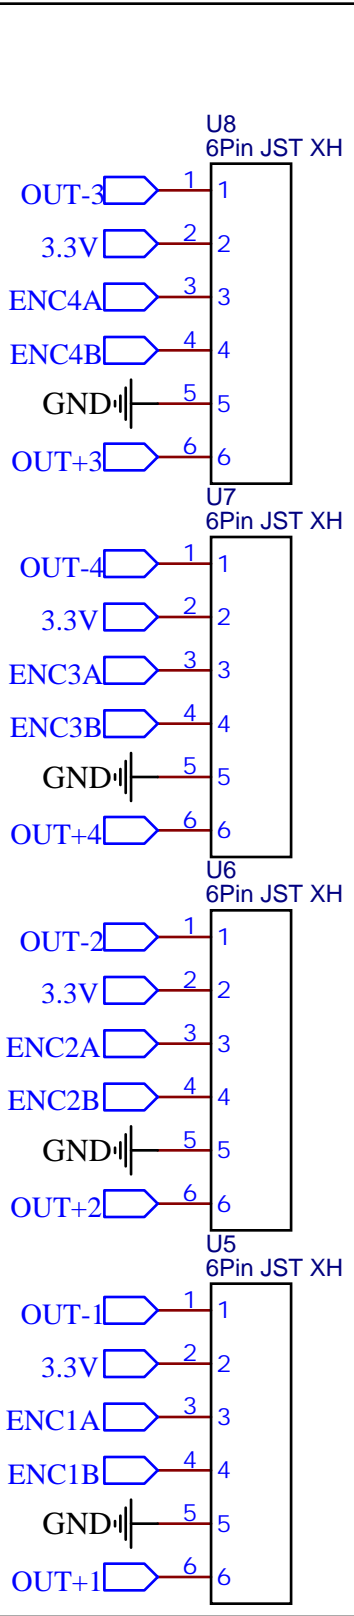 U8
6Pin JST XH
OUT-3 1 1
3.3V 2 2
ENC4A 3 3
ENC4B 4 4
GND 5 5
OUT+3 6 6
U7
6Pin JST XH
OUT-4 1 1
3.3V 2 2
ENC3A 3 3
ENC3B 4 4
GND 5 5
OUT+4 6 6
U6
6Pin JST XH
OUT-2 1 1
3.3V 2 2
ENC2A 3 3
ENC2B 4 4
GND 5 5
OUT+2 6 6
U5
6Pin JST XH
OUT-1 1 1
3.3V 2 2
ENC1A 3 3
ENC1B 4 4
GND 5 5
OUT+1 6 6